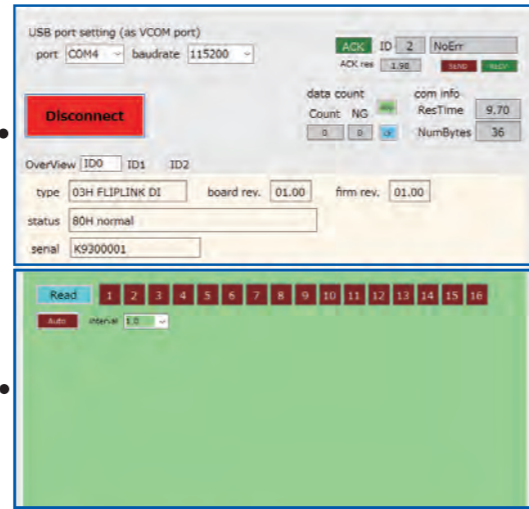 USB port setting (as VCOM port)
port COM4 baudrate 115200
ACK ID 2 NoErr
ACK res 1.98 SEND RECV
data count com info
Count NG ResTime 9.70
0 0 NumBytes 36
Disconnect
OverView ID0 ID1 ID2
type 03H FLIPLINK DI board rev. 01.00 firm rev. 01.00
status 80H normal
serial K9300001
Read 1 2 3 4 5 6 7 8 9 10 11 12 13 14 15 16
Auto interval 1.0